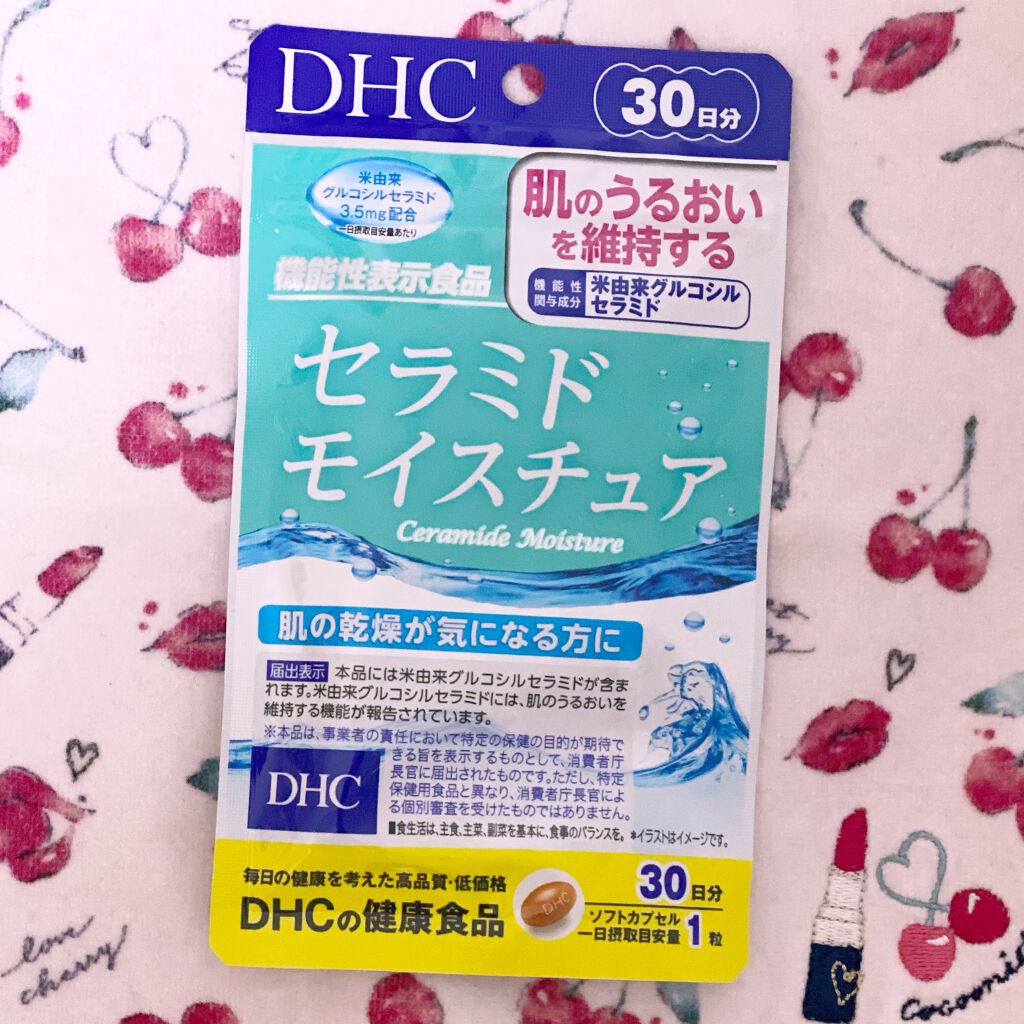 DHC
30日分
米由来
グルコシルセラミド
3.5mg配合
一日摂取目安量あたり
肌のうるおい
を維持する
機能性表示食品
機能性
関与成分
米由来グルコシル
セラミド
セラミド
モイスチュア
Ceramide Moisture
肌の乾燥が気になる方に
届出表示 本品には米由来グルコシルセラミドが含ま
れます。米由来グルコシルセラミドには、肌のうるおいを
維持する機能が報告されています。
※本品は、事業者の責任において特定の保健の目的が期待で
きる旨を表示するものとして、消費者庁
長官に届出されたものです。ただし、特定
保健用食品と異なり、消費者庁長官によ
る個別審査を受けたものではありません。
DHC
■食生活は、主食、主菜、副菜を基本に、食事のバランスを。 *イラストはイメージです。
毎日の健康を考えた高品質・低価格
DHCの健康食品
DHC
30日分
ソフトカプセル
一日摂取目安量 1粒
love
cherry